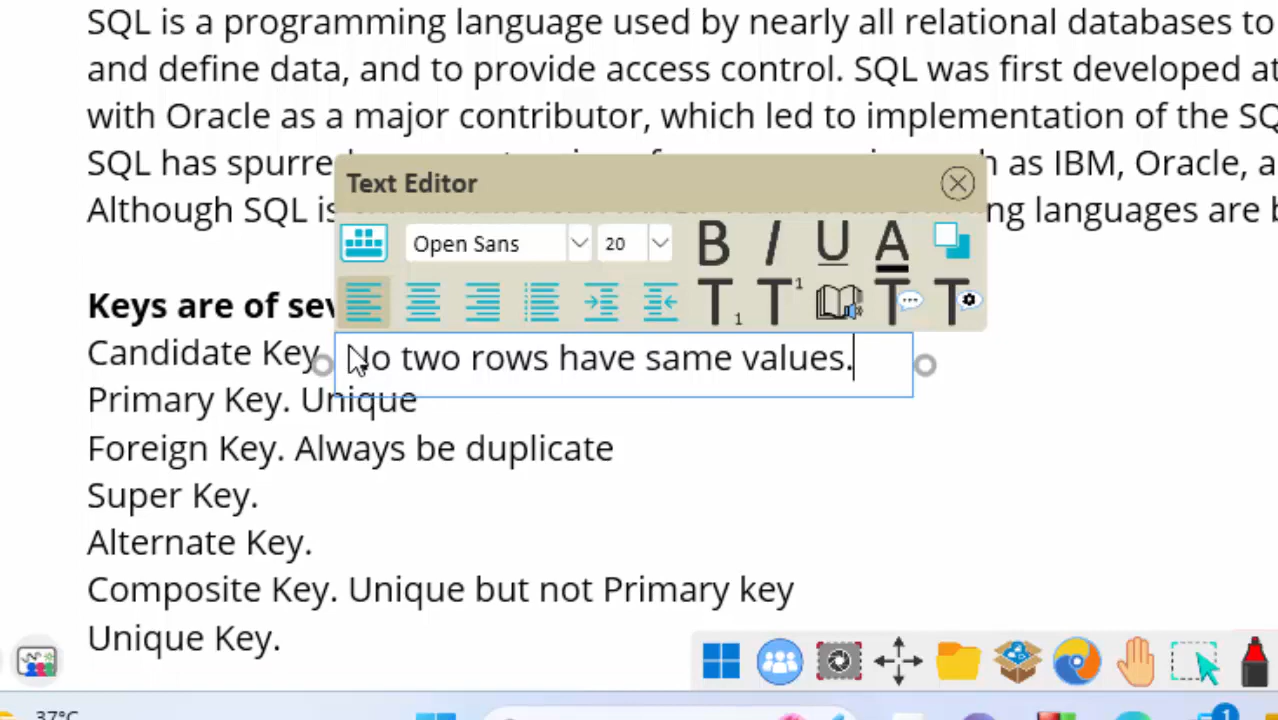 SQL is a programming language used by nearly all relational databases to
and define data, and to provide access control. SQL was first developed at
with Oracle as a major contributor, which led to implementation of the SQ
SQL has spurre as IBM, Oracle, a
Although SQL is ng languages are b
Text Editor
Open Sans 20 B I U A
T1 T1 T T
Keys are of sev
Candidate Key No two rows have same values.
Primary Key. Unique
Foreign Key. Always be duplicate
Super Key.
Alternate Key.
Composite Key. Unique but not Primary key
Unique Key.
37°C
1